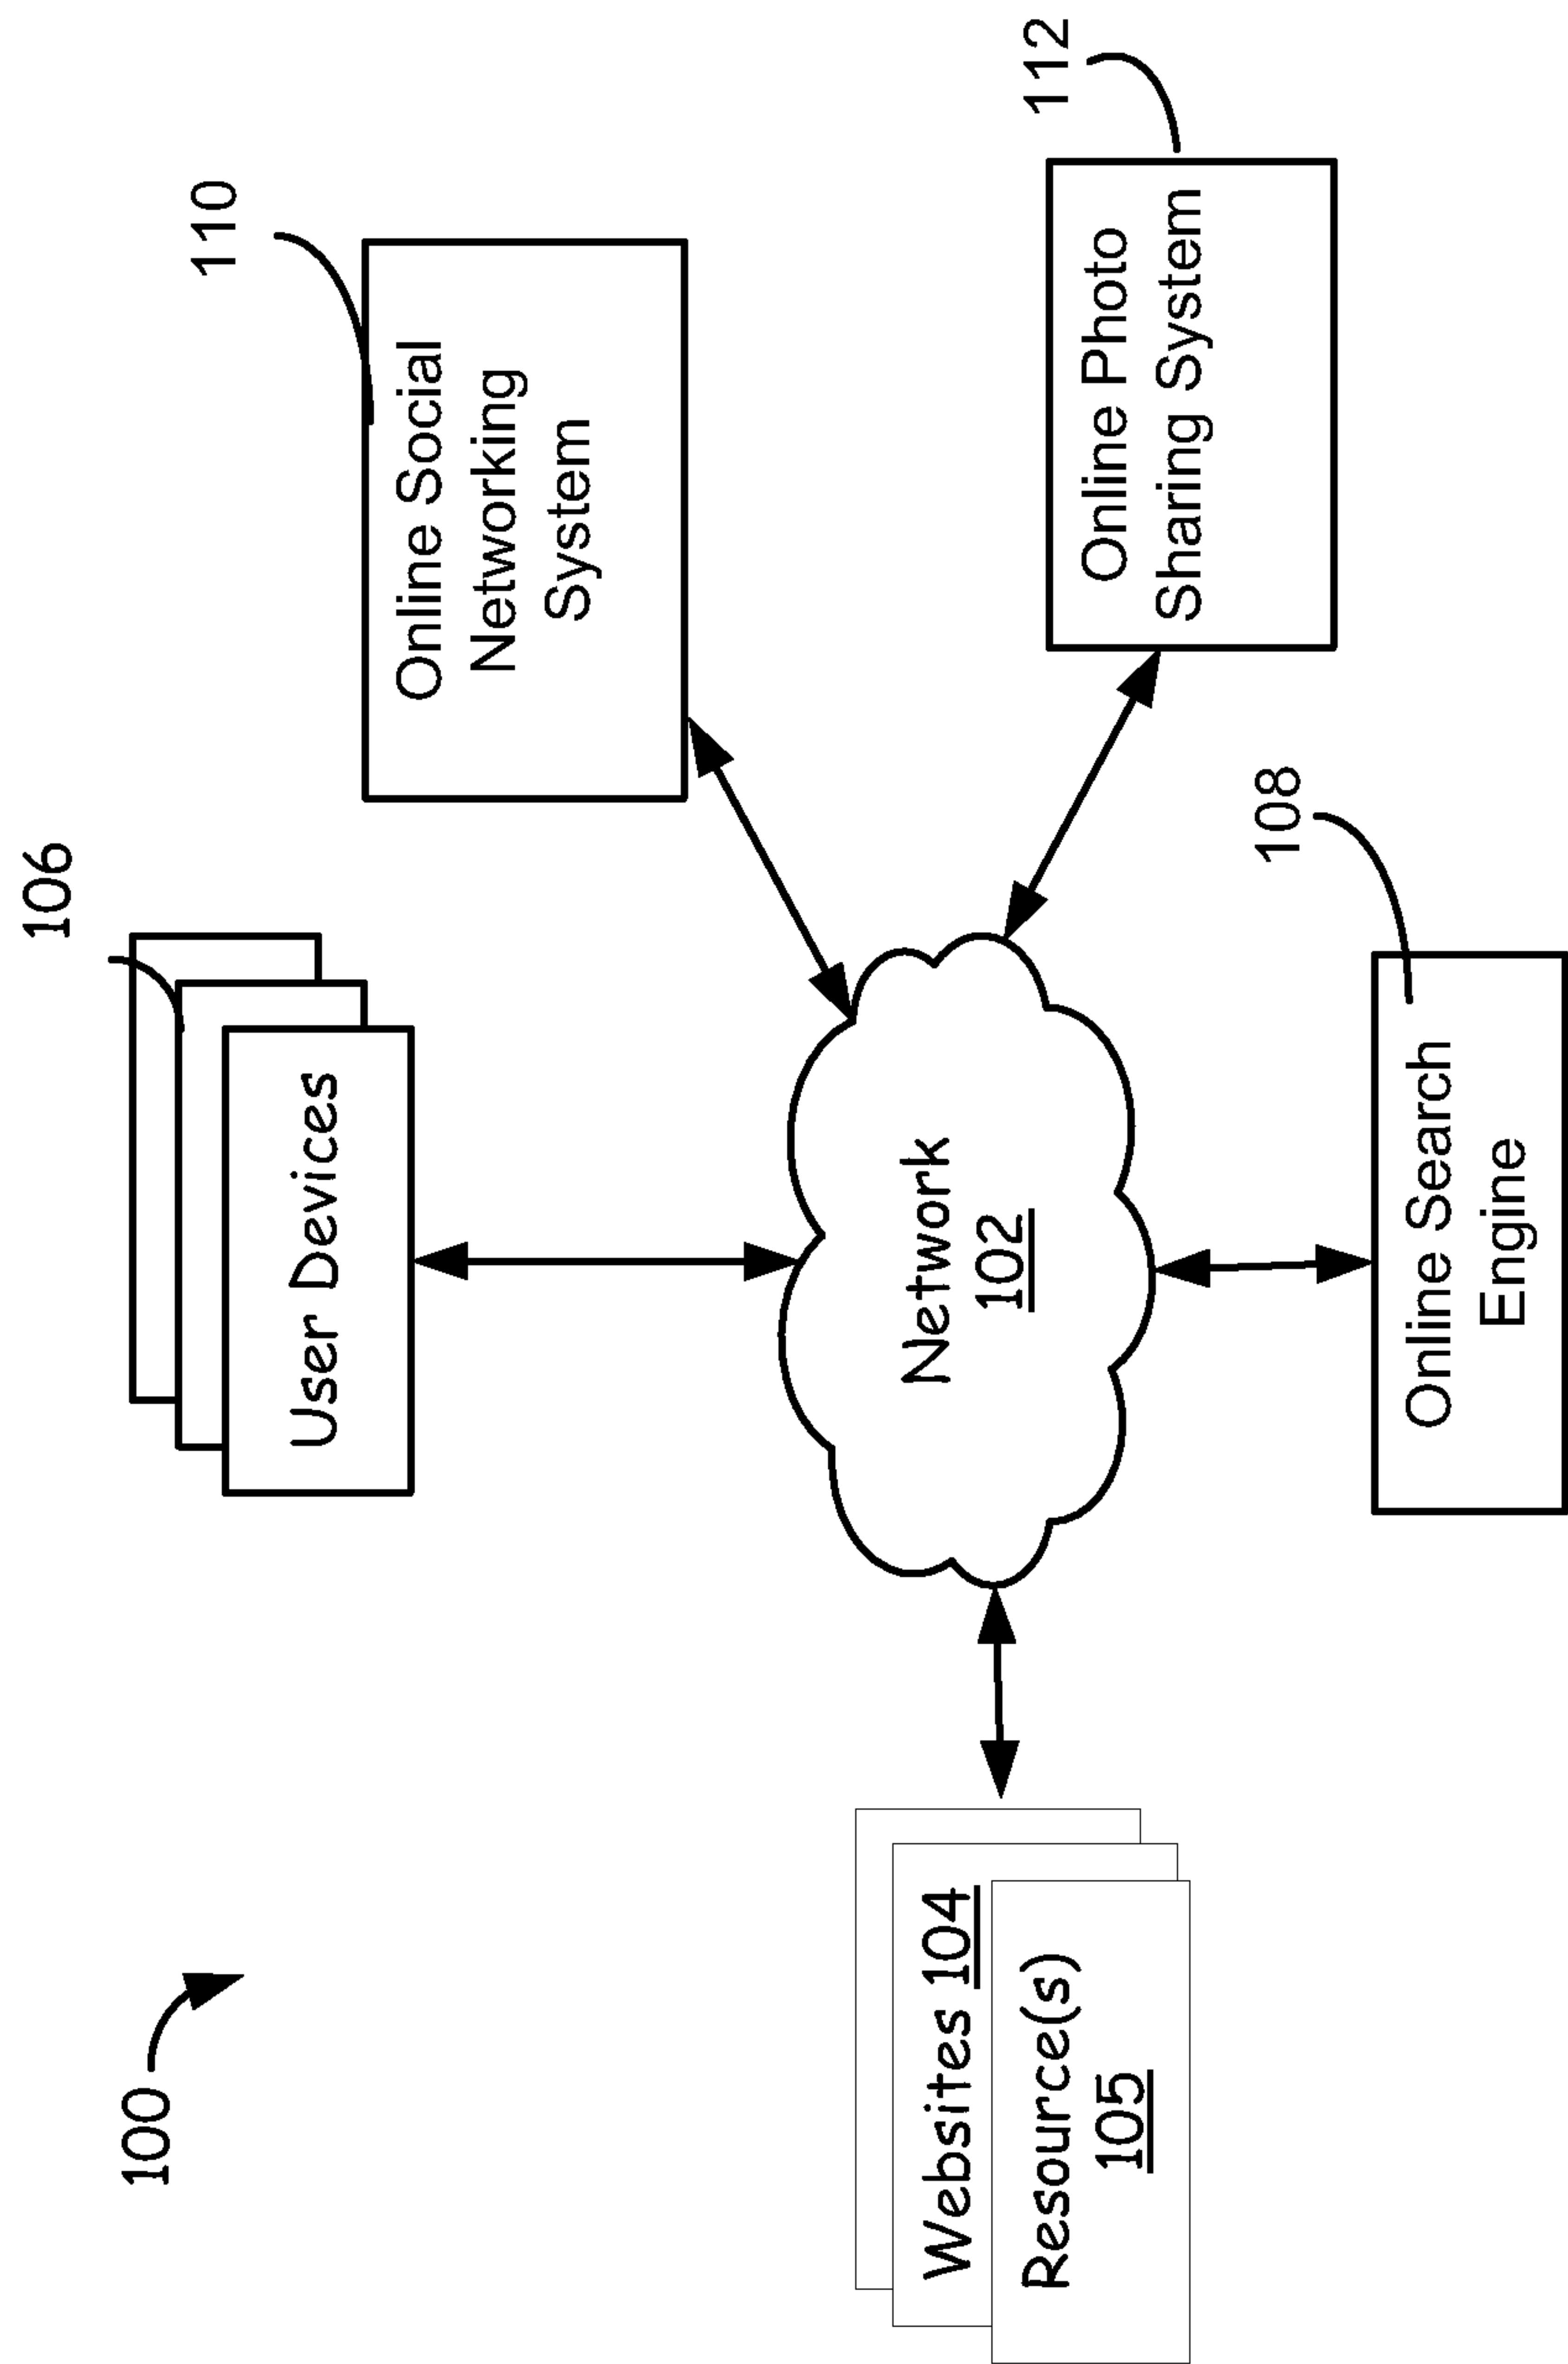 100
106
User Devices
110
Online Social
Networking
System
Websites 104
Resource(s)
105
Network
102
112
Online Photo
Sharing System
108
Online Search
Engine